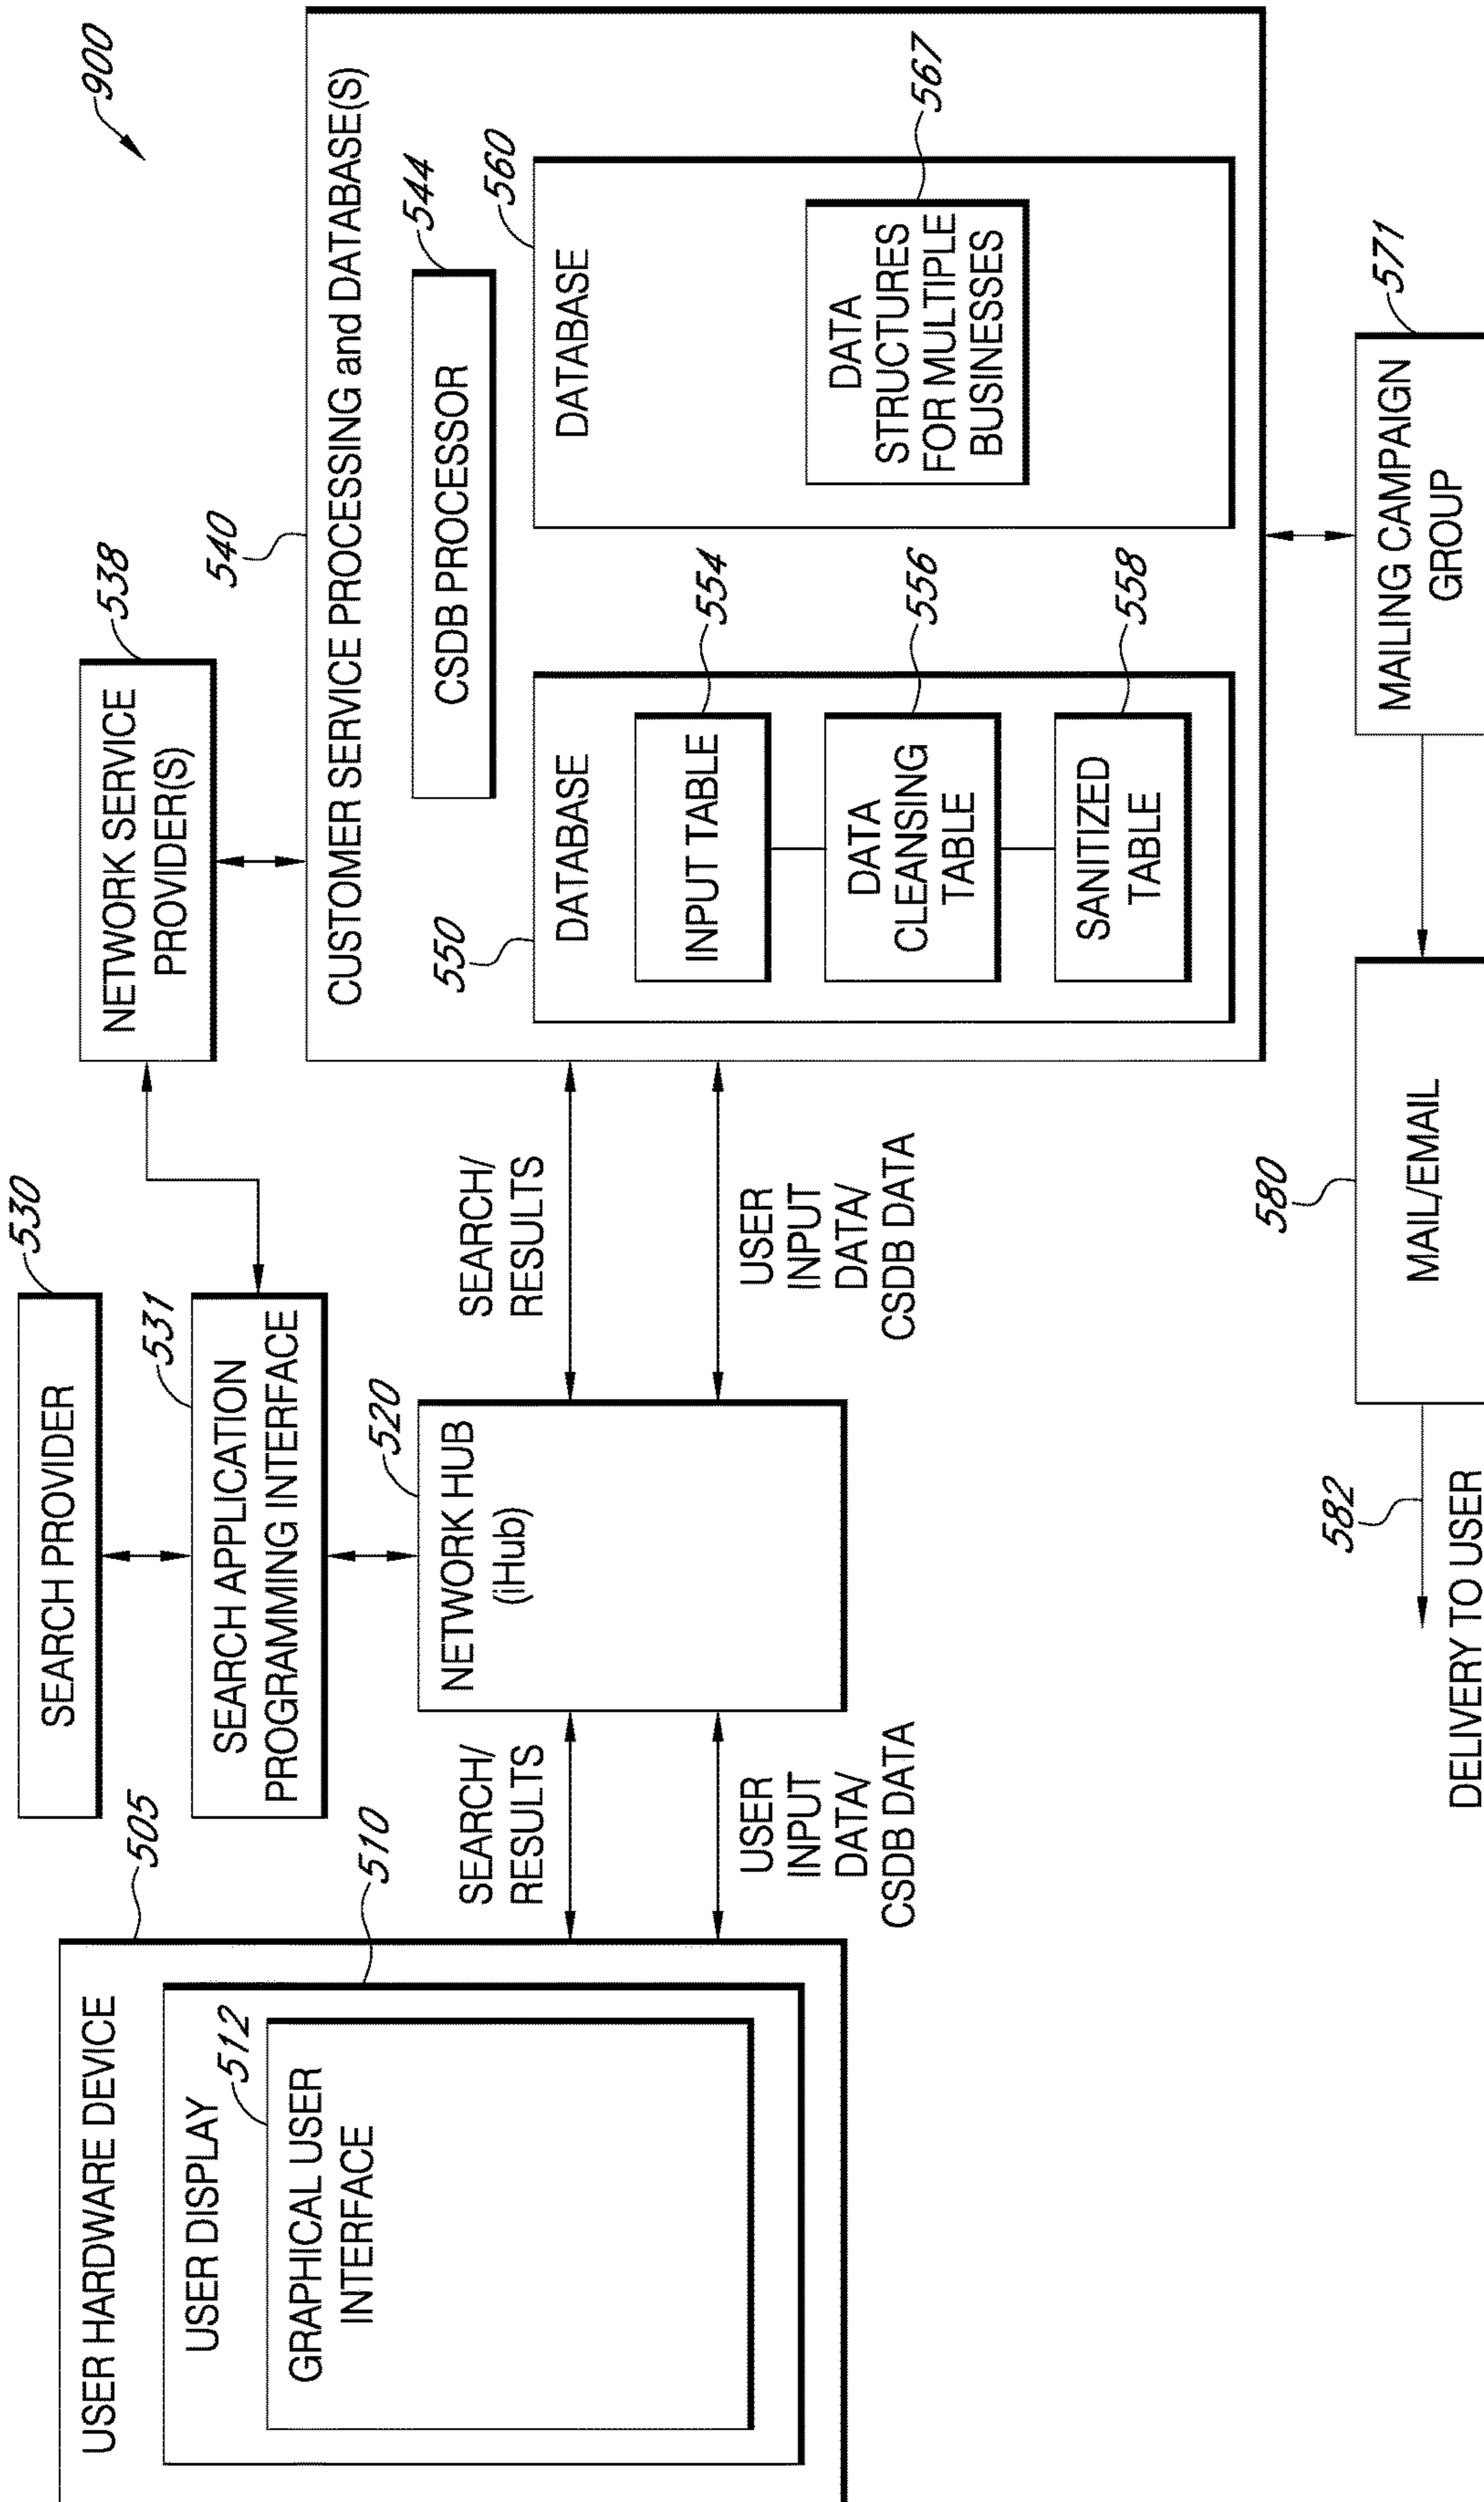 900
USER HARDWARE DEVICE
505
USER DISPLAY
510
GRAPHICAL USER
INTERFACE
512
SEARCH PROVIDER
530
SEARCH APPLICATION
PROGRAMMING INTERFACE
531
NETWORK HUB
(iHub)
520
SEARCH/
RESULTS
USER
INPUT
DATA/
CSDB DATA
SEARCH/
RESULTS
USER
INPUT
DATA/
CSDB DATA
NETWORK SERVICE
PROVIDER(S)
538
CUSTOMER SERVICE PROCESSING and DATABASE(S)
540
CSDB PROCESSOR
544
550
DATABASE
INPUT TABLE
554
DATA
CLEANSING
TABLE
556
SANITIZED
TABLE
558
DATABASE
560
DATA
STRUCTURES
FOR MULTIPLE
BUSINESSES
567
MAILING CAMPAIGN
GROUP
571
MAIL/EMAIL
580
582
DELIVERY TO USER